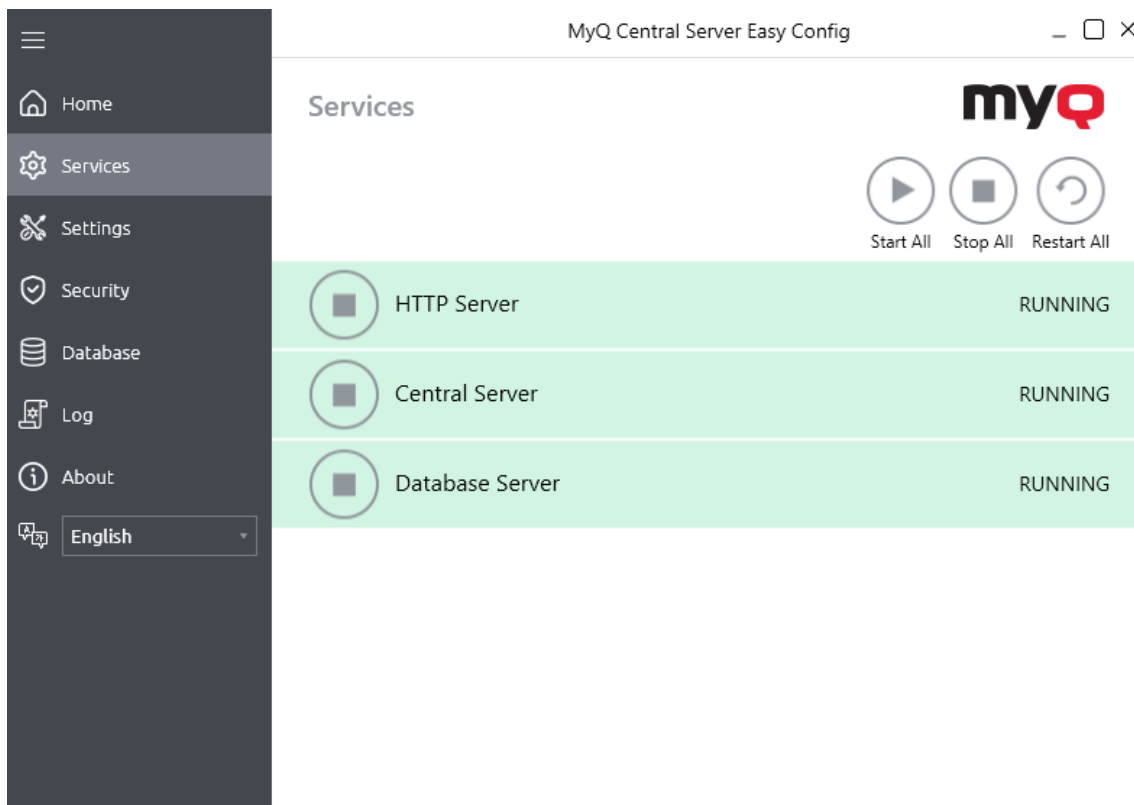 MyQ Central Server Easy Config
Home
Services
Settings
Security
Database
Log
About
English
Services
myQ
Start All
Stop All
Restart All
HTTP Server RUNNING
Central Server RUNNING
Database Server RUNNING